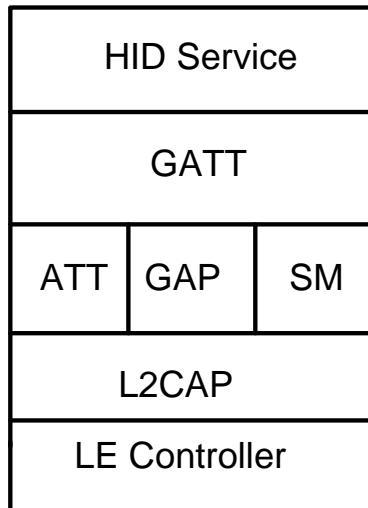 HID Service
GATT
ATT GAP SM
L2CAP
LE Controller